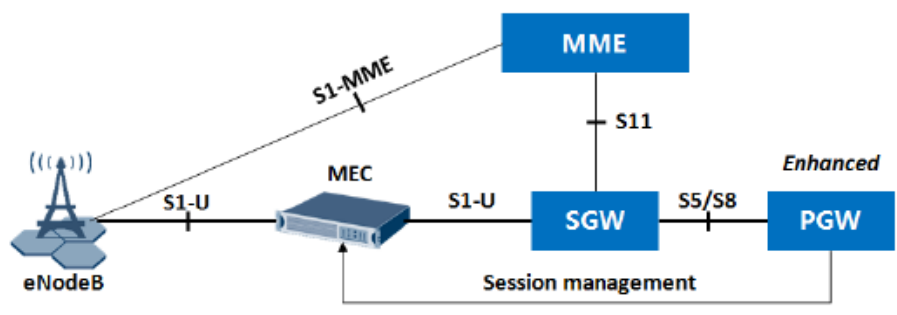 MME
S1-MME
S11
MEC
Enhanced
S1-U
S1-U
SGW
S5/S8
PGW
eNodeB
Session management